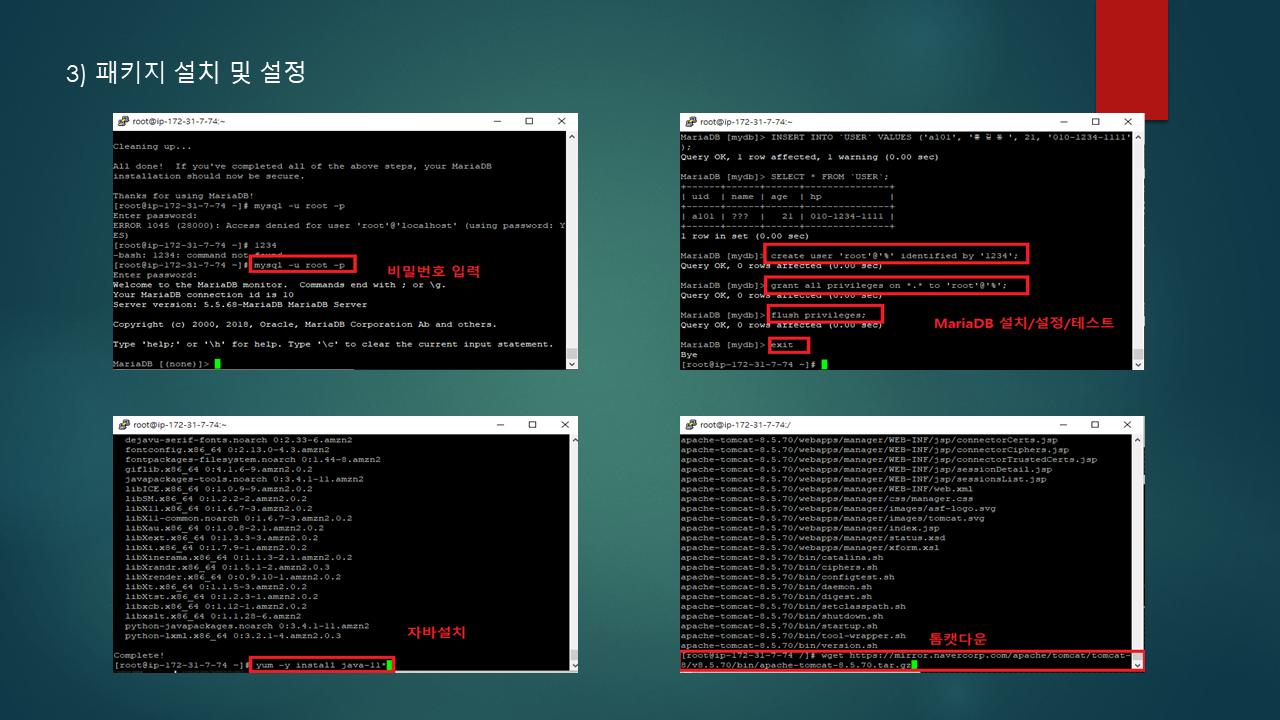 3) 패키지 설치 및 설정
root@ip-172-31-7-74:~
Cleaning up...
All done!  If you've completed all of the above steps, your MariaDB
installation should now be secure.
Thanks for using MariaDB!
[root@ip-172-31-7-74 ~]# mysql -u root -p
Enter password:
ERROR 1045 (28000): Access denied for user 'root'@'localhost' (using password: Y
ES)
[root@ip-172-31-7-74 ~]# 1234
-bash: 1234: command not found
[root@ip-172-31-7-74 ~]# mysql -u root -p
비밀번호 입력
Enter password:
Welcome to the MariaDB monitor.  Commands end with ; or \g.
Your MariaDB connection id is 10
Server version: 5.5.68-MariaDB MariaDB Server
Copyright (c) 2000, 2018, Oracle, MariaDB Corporation Ab and others.
Type 'help;' or '\h' for help. Type '\c' to clear the current input statement.
MariaDB [(none)]>
root@ip-172-31-7-74:~
MariaDB [mydb]> INSERT INTO `USER` VALUES ('a101', '홍길동', 21, '010-1234-1111'
);
Query OK, 1 row affected, 1 warning (0.00 sec)
MariaDB [mydb]> SELECT * FROM `USER`;
+------+------+------+---------------+
| uid  | name | age  | hp            |
+------+------+------+---------------+
| a101 | ???  |   21 | 010-1234-1111 |
+------+------+------+---------------+
1 row in set (0.00 sec)
MariaDB [mydb]> create user 'root'@'%' identified by '1234';
Query OK, 0 rows affected (0.00 sec)
MariaDB [mydb]> grant all privileges on *.* to 'root'@'%';
Query OK, 0 rows affected (0.00 sec)
MariaDB [mydb]> flush privileges;
Query OK, 0 rows affected (0.00 sec)
MariaDB 설치/설정/테스트
MariaDB [mydb]> exit
Bye
[root@ip-172-31-7-74 ~]#
root@ip-172-31-7-74:~
dejavu-serif-fonts.noarch 0:2.33-6.amzn2
fontconfig.x86_64 0:2.13.0-4.3.amzn2
fontpackages-filesystem.noarch 0:1.44-8.amzn2
giflib.x86_64 0:4.1.6-9.amzn2.0.2
javapackages-tools.noarch 0:3.4.1-11.amzn2
libICE.x86_64 0:1.0.9-9.amzn2.0.2
libSM.x86_64 0:1.2.2-2.amzn2.0.2
libX11.x86_64 0:1.6.7-3.amzn2.0.2
libX11-common.noarch 0:1.6.7-3.amzn2.0.2
libXau.x86_64 0:1.0.8-2.1.amzn2.0.2
libXext.x86_64 0:1.3.3-3.amzn2.0.2
libXi.x86_64 0:1.7.9-1.amzn2.0.2
libXinerama.x86_64 0:1.1.3-2.1.amzn2.0.2
libXrandr.x86_64 0:1.5.1-2.amzn2.0.3
libXrender.x86_64 0:0.9.10-1.amzn2.0.2
libXt.x86_64 0:1.1.5-3.amzn2.0.2
libXtst.x86_64 0:1.2.3-1.amzn2.0.2
libxcb.x86_64 0:1.12-1.amzn2.0.2
libxslt.x86_64 0:1.1.28-6.amzn2
python-javapackages.noarch 0:3.4.1-11.amzn2
python-lxml.x86_64 0:3.2.1-4.amzn2.0.3
자바설치
Complete!
[root@ip-172-31-7-74 ~]# yum -y install java-11*
root@ip-172-31-7-74:/
apache-tomcat-8.5.70/webapps/manager/WEB-INF/jsp/connectorCerts.jsp
apache-tomcat-8.5.70/webapps/manager/WEB-INF/jsp/connectorCiphers.jsp
apache-tomcat-8.5.70/webapps/manager/WEB-INF/jsp/connectorTrustedCerts.jsp
apache-tomcat-8.5.70/webapps/manager/WEB-INF/jsp/sessionDetail.jsp
apache-tomcat-8.5.70/webapps/manager/WEB-INF/jsp/sessionsList.jsp
apache-tomcat-8.5.70/webapps/manager/WEB-INF/web.xml
apache-tomcat-8.5.70/webapps/manager/css/manager.css
apache-tomcat-8.5.70/webapps/manager/images/asf-logo.svg
apache-tomcat-8.5.70/webapps/manager/images/tomcat.svg
apache-tomcat-8.5.70/webapps/manager/index.jsp
apache-tomcat-8.5.70/webapps/manager/status.xsd
apache-tomcat-8.5.70/webapps/manager/xform.xsl
apache-tomcat-8.5.70/bin/catalina.sh
apache-tomcat-8.5.70/bin/ciphers.sh
apache-tomcat-8.5.70/bin/configtest.sh
apache-tomcat-8.5.70/bin/daemon.sh
apache-tomcat-8.5.70/bin/digest.sh
apache-tomcat-8.5.70/bin/setclasspath.sh
apache-tomcat-8.5.70/bin/shutdown.sh
apache-tomcat-8.5.70/bin/startup.sh
apache-tomcat-8.5.70/bin/tool-wrapper.sh
apache-tomcat-8.5.70/bin/version.sh
톰캣다운
[root@ip-172-31-7-74 /]# wget https://mirror.navercorp.com/apache/tomcat/tomcat-
8/v8.5.70/bin/apache-tomcat-8.5.70.tar.gz